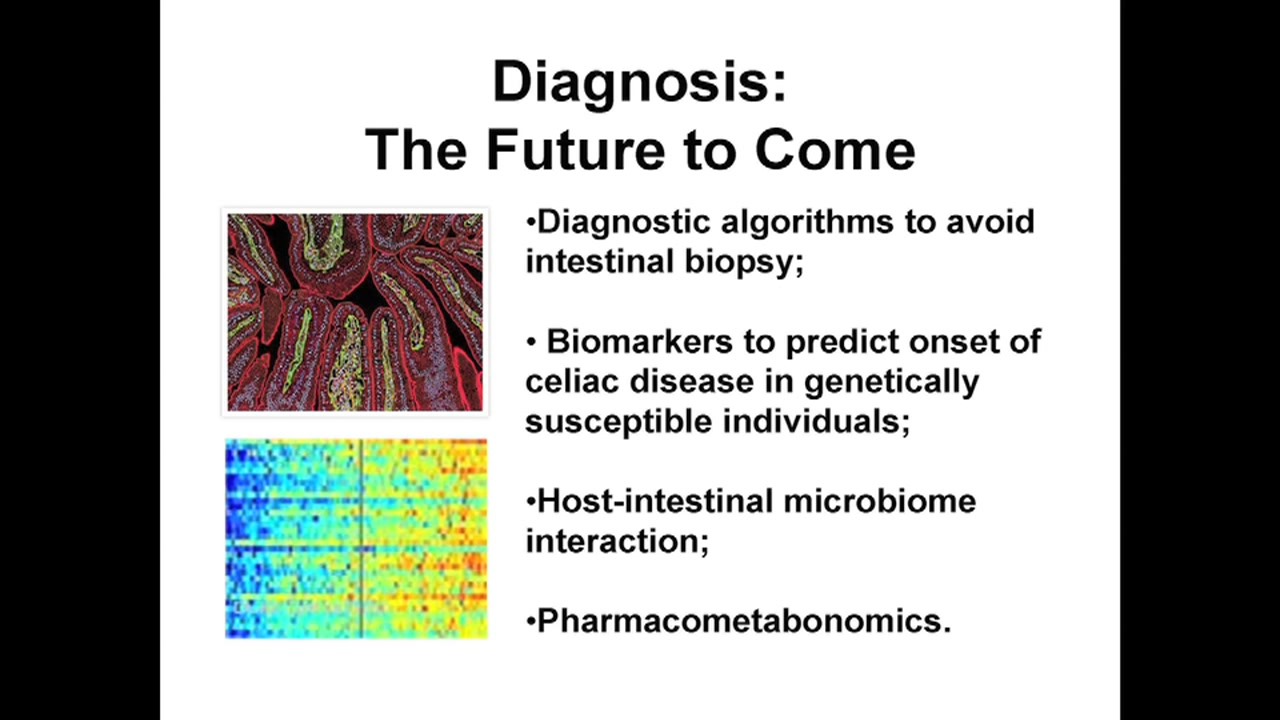 Diagnosis:
The Future to Come
•Diagnostic algorithms to avoid
intestinal biopsy;
• Biomarkers to predict onset of
celiac disease in genetically
susceptible individuals;
•Host-intestinal microbiome
interaction;
•Pharmacometabonomics.